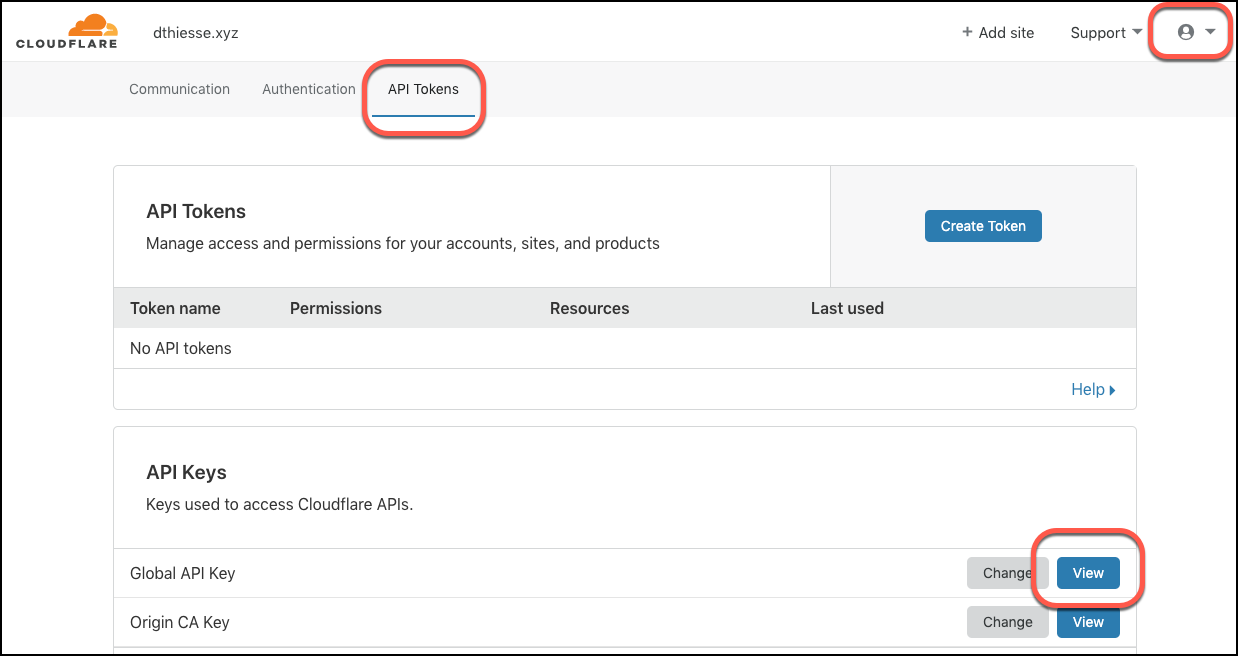 CLOUDFLARE dthiesse.xyz + Add site Support
Communication Authentication API Tokens
API Tokens
Manage access and permissions for your accounts, sites, and products
Create Token
Token name Permissions Resources Last used
No API tokens
Help
API Keys
Keys used to access Cloudflare APIs.
Global API Key Change View
Origin CA Key Change View